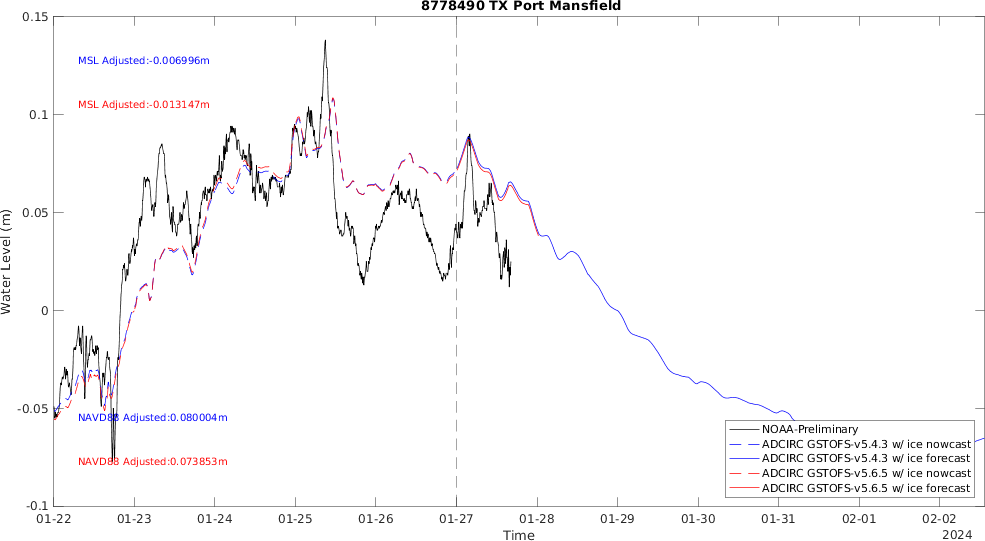 8778490 TX Port Mansfield
0.15
0.1
0.05
0
-0.05
-0.1
Water Level (m)
MSL Adjusted:-0.006996m
MSL Adjusted:-0.013147m
NAVD88 Adjusted:0.080004m
NAVD88 Adjusted:0.073853m
NOAA-Preliminary
ADCIRC GSTOFS-v5.4.3 w/ ice nowcast
ADCIRC GSTOFS-v5.4.3 w/ ice forecast
ADCIRC GSTOFS-v5.6.5 w/ ice nowcast
ADCIRC GSTOFS-v5.6.5 w/ ice forecast
01-22 01-23 01-24 01-25 01-26 01-27 01-28 01-29 01-30 01-31 02-01 02-02
Time
2024